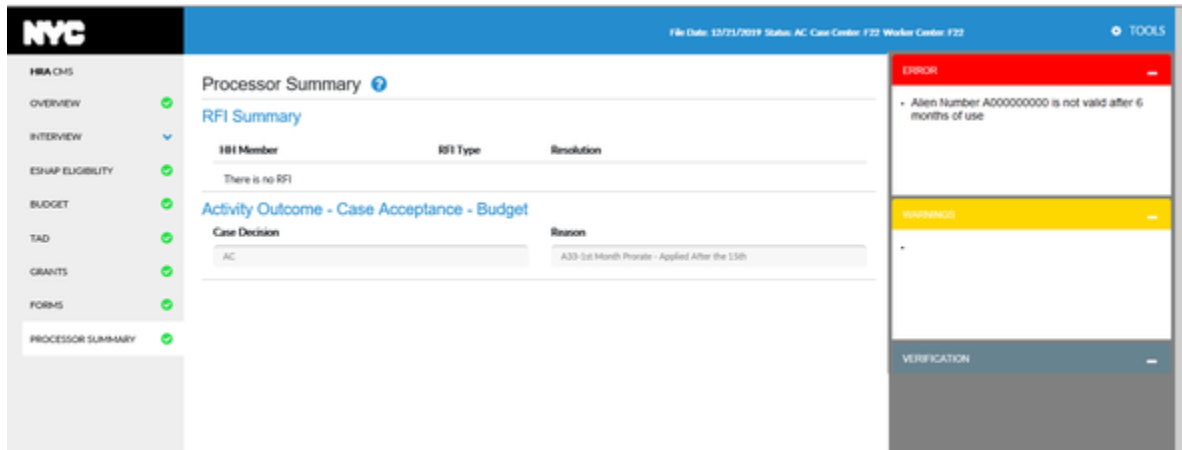 NYC
File Date: 12/21/2019 Status: AC Case Center: F22 Worker Center: F22
TOOLS
HRA CMS
OVERVIEW
INTERVIEW
ESNAP ELIGIBILITY
BUDGET
TAD
GRANTS
FORMS
PROCESSOR SUMMARY
Processor Summary ?
RFI Summary
HH Member RFI Type Resolution
There is no RFI
Activity Outcome - Case Acceptance - Budget
Case Decision Reason
AC A33-1st Month Prorate - Applied After the 15th
ERROR
• Alien Number A000000000 is not valid after 6
months of use
WARNINGS
VERIFICATION